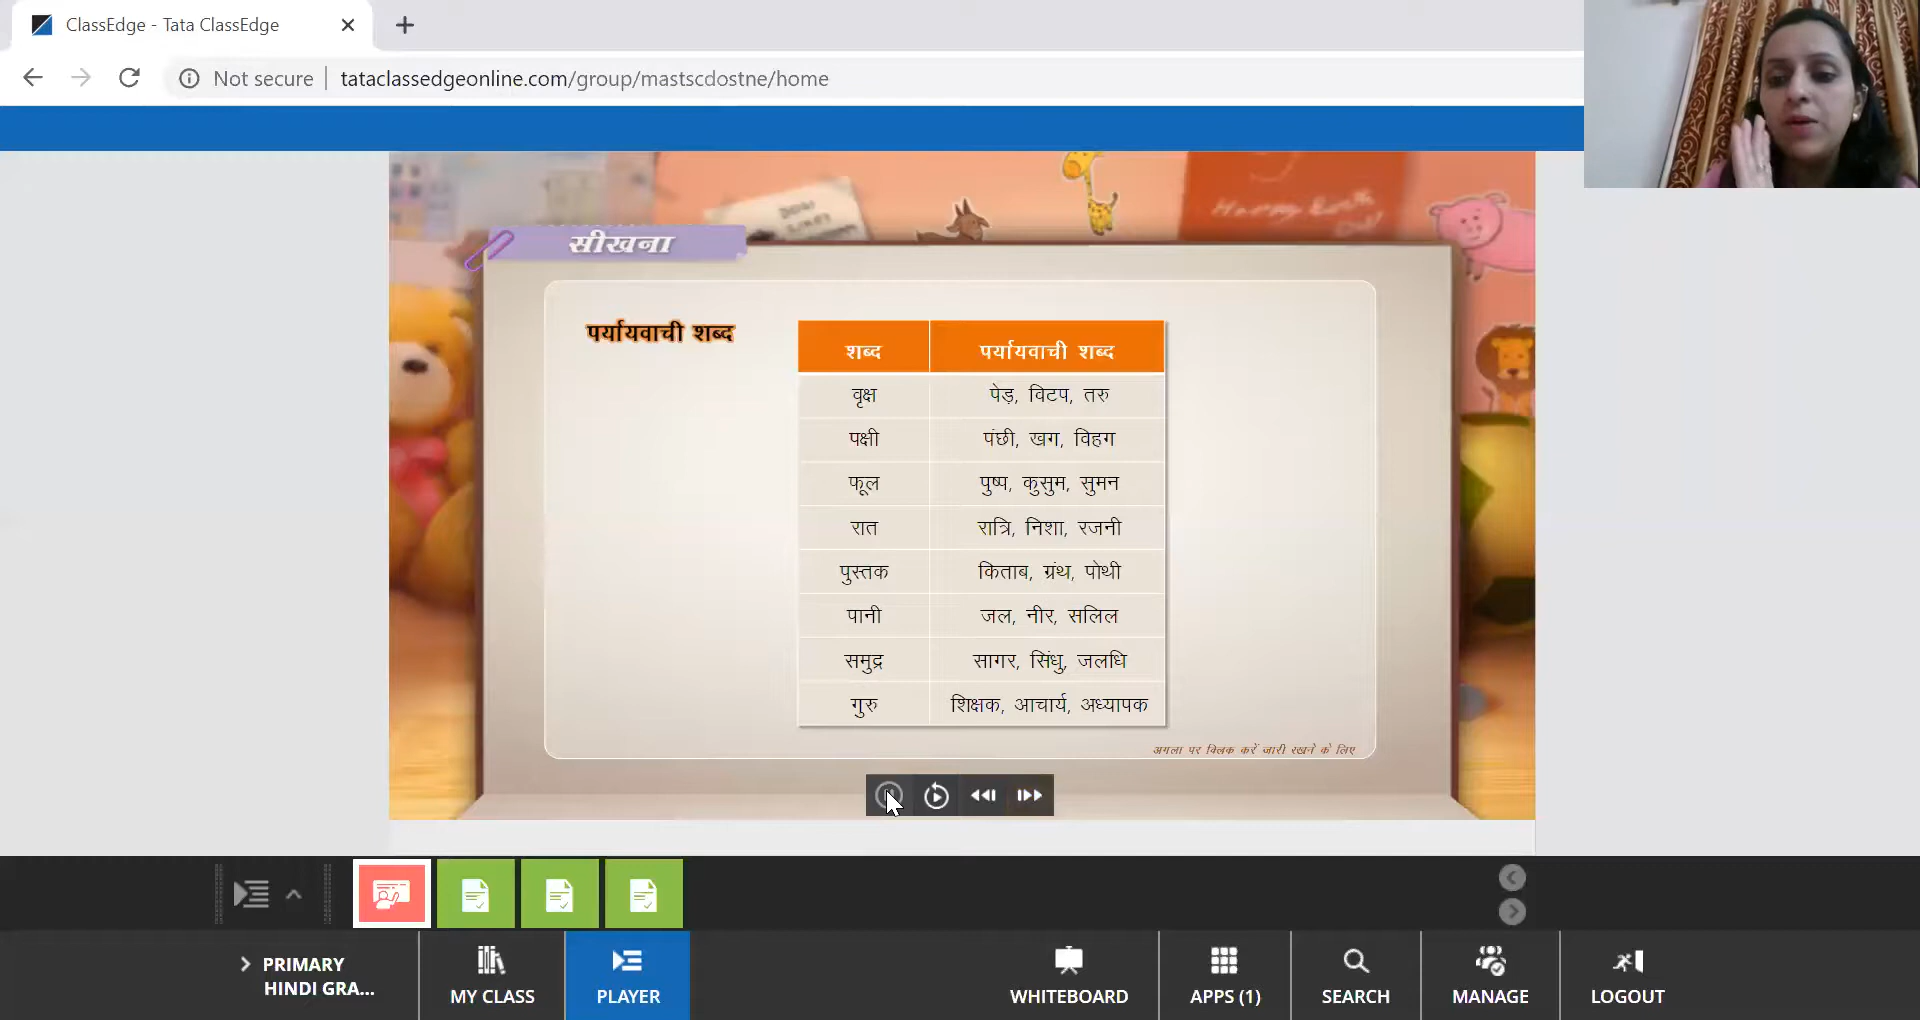 ClassEdge - Tata ClassEdge
Not secure
tataclassedgeonline.com/group/mastscdostne/home
सीखना
पर्यायवाची शब्द
शब्द पर्यायवाची शब्द
वृक्ष पेड़, विटप, तरु
पक्षी पंछी, खग, विहग
फूल पुष्प, कुसुम, सुमन
रात रात्रि, निशा, रजनी
पुस्तक किताब, ग्रंथ, पोथी
पानी जल, नीर, सलिल
समुद्र सागर, सिंधु, जलधि
गुरु शिक्षक, आचार्य, अध्यापक
अगला पर क्लिक करें जारी रखने के लिए
PRIMARY
HINDI GRA...
MY CLASS
PLAYER
WHITEBOARD
APPS (1)
SEARCH
MANAGE
LOGOUT